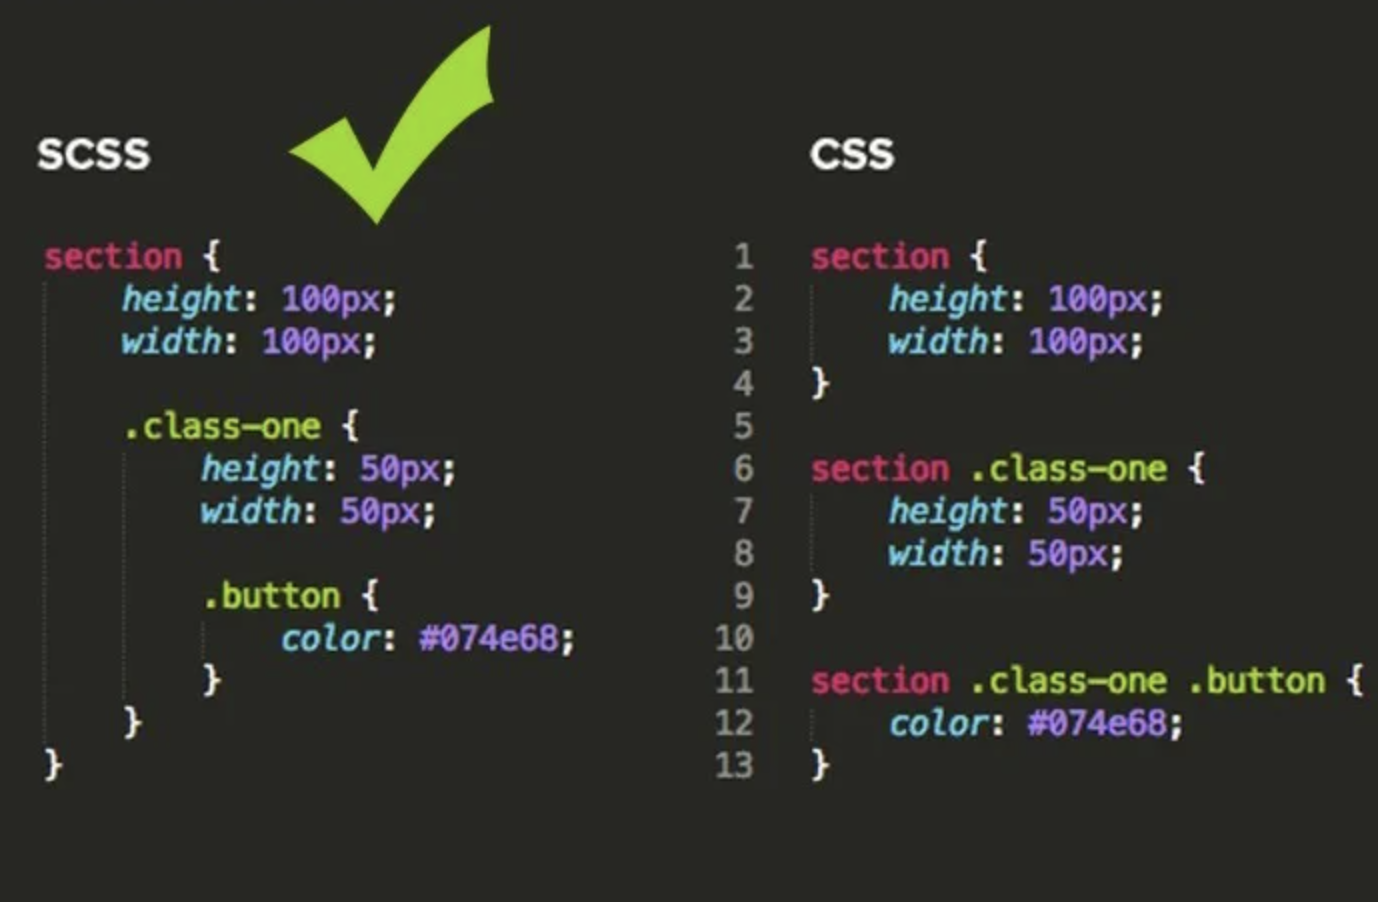 SCSS
section {
    height: 100px;
    width: 100px;

    .class-one {
        height: 50px;
        width: 50px;

        .button {
            color: #074e68;
        }
    }
}
CSS
1 section {
2     height: 100px;
3     width: 100px;
4 }
5
6 section .class-one {
7     height: 50px;
8     width: 50px;
9 }
10
11 section .class-one .button {
12     color: #074e68;
13 }